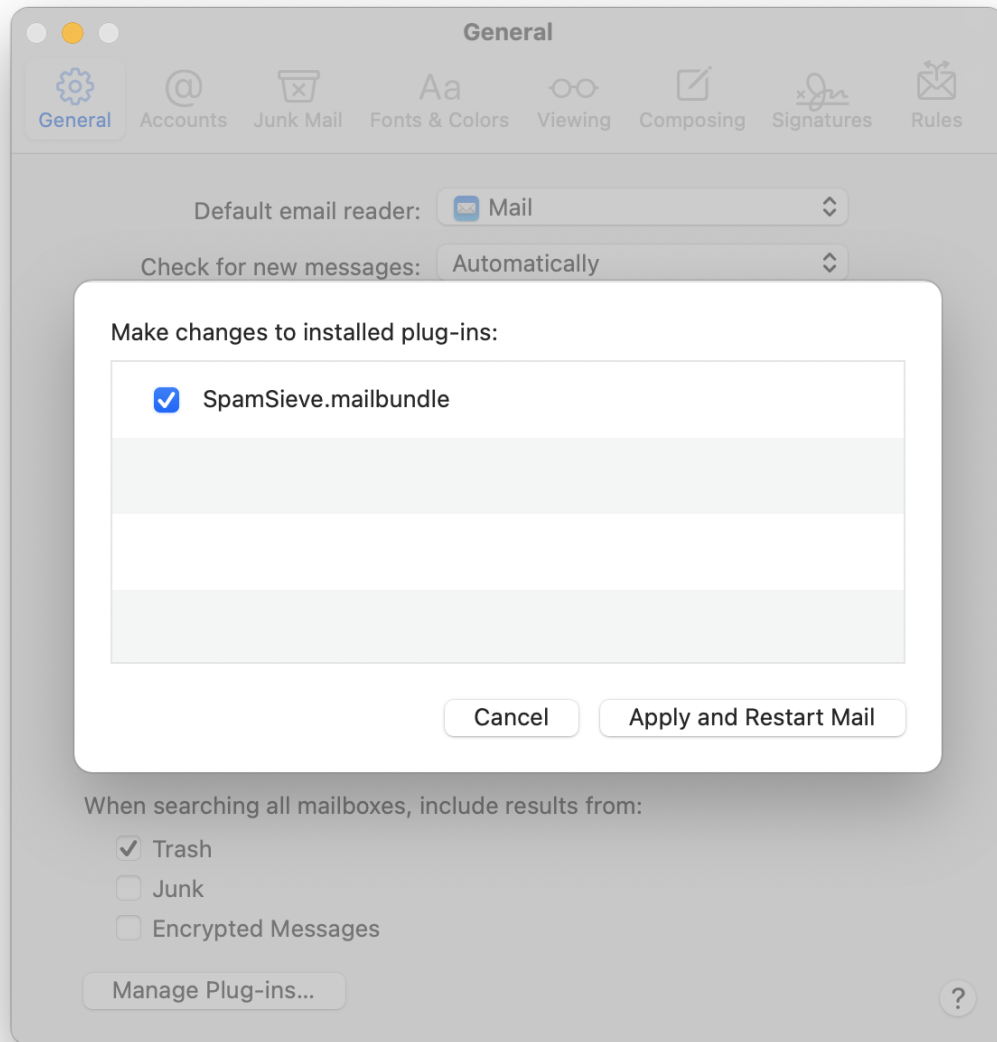 General
General
Accounts
Junk Mail
Fonts & Colors
Viewing
Composing
Signatures
Rules
Default email reader:
Mail
Check for new messages:
Automatically
Make changes to installed plug-ins:
SpamSieve.mailbundle
Cancel
Apply and Restart Mail
When searching all mailboxes, include results from:
Trash
Junk
Encrypted Messages
Manage Plug-ins...
?